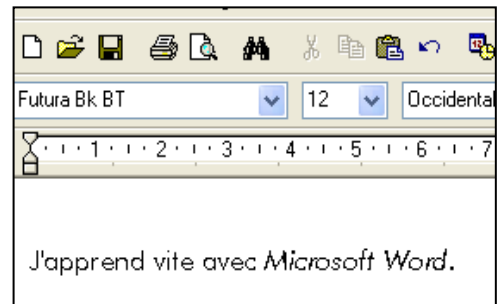 Futura Bk BT 12 Occidental
1 2 3 4 5 6 7
J'apprend vite avec Microsoft Word.